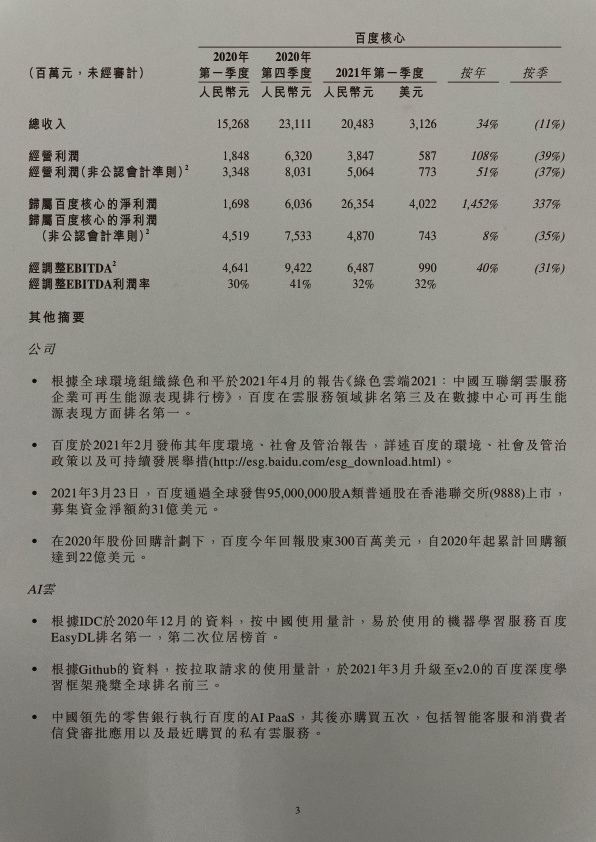 百度核心
2020年 2020年
(百萬元，未經審計) 第一季度 第四季度 2021年第一季度 按年 按季
人民幣元 人民幣元 人民幣元 美元
總收入 15,268 23,111 20,483 3,126 34% (11%)
經營利潤 1,848 6,320 3,847 587 108% (39%)
經營利潤(非公認會計準則)2 3,348 8,031 5,064 773 51% (37%)
歸屬百度核心的淨利潤 1,698 6,036 26,354 4,022 1,452% 337%
歸屬百度核心的淨利潤
(非公認會計準則)2 4,519 7,533 4,870 743 8% (35%)
經調整EBITDA2 4,641 9,422 6,487 990 40% (31%)
經調整EBITDA利潤率 30% 41% 32% 32%
其他摘要
公司
• 根據全球環境組織綠色和平於2021年4月的報告《綠色雲端2021：中國互聯網雲服務
企業可再生能源表現排行榜》，百度在雲服務領域排名第三及在數據中心可再生能
源表現方面排名第一。
• 百度於2021年2月發佈其年度環境、社會及管治報告，詳述百度的環境、社會及管治
政策以及可持續發展舉措(http://esg.baidu.com/esg_download.html)。
• 2021年3月23日，百度通過全球發售95,000,000股A類普通股在香港聯交所(9888)上市，
募集資金淨額約31億美元。
• 在2020年股份回購計劃下，百度今年回報股東300百萬美元，自2020年起累計回購額
達到22億美元。
AI雲
• 根據IDC於2020年12月的資料，按中國使用量計，易於使用的機器學習服務百度
EasyDL排名第一，第二次位居榜首。
• 根據Github的資料，按拉取請求的使用量計，於2021年3月升級至v2.0的百度深度學
習框架飛槳全球排名前三。
• 中國領先的零售銀行執行百度的AI PaaS，其後亦購買五次，包括智能客服和消費者
信貸審批應用以及最近購買的私有雲服務。
3